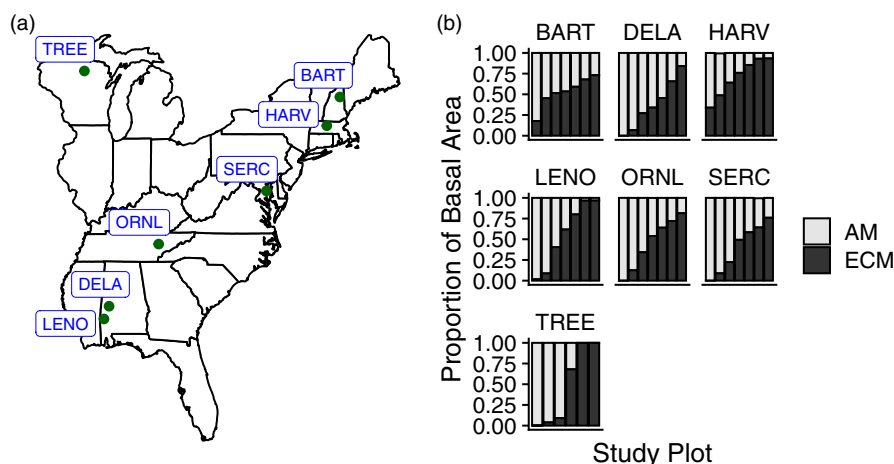 (a)
TREE
BART
HARV
SERC
ORNL
DELA
LENO
(b)
Proportion of Basal Area
BART DELA HARV
1.00
0.75
0.50
0.25
0.00
LENO ORNL SERC
1.00
0.75
0.50
0.25
0.00
TREE
1.00
0.75
0.50
0.25
0.00
Study Plot
AM
ECM